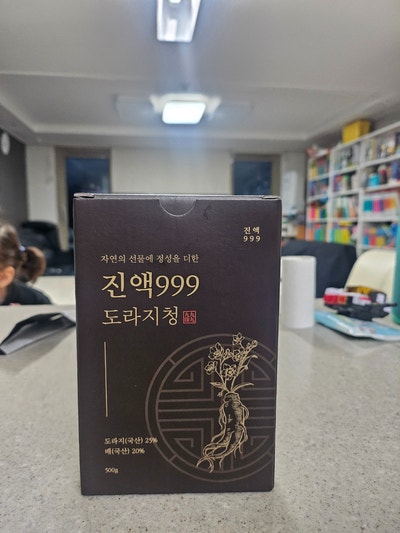 진액
999
자연의 선물에 정성을 더한
진액999
도라지청
도라지(국산) 25%
배(국산) 20%
500g